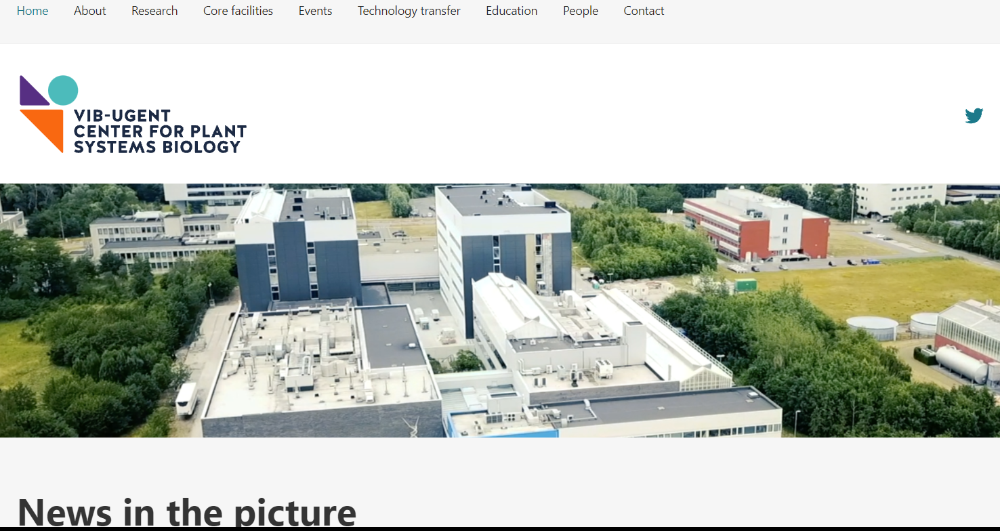 Home About Research Core facilities Events Technology transfer Education People Contact
VIB-UGENT
CENTER FOR PLANT
SYSTEMS BIOLOGY
News in the picture